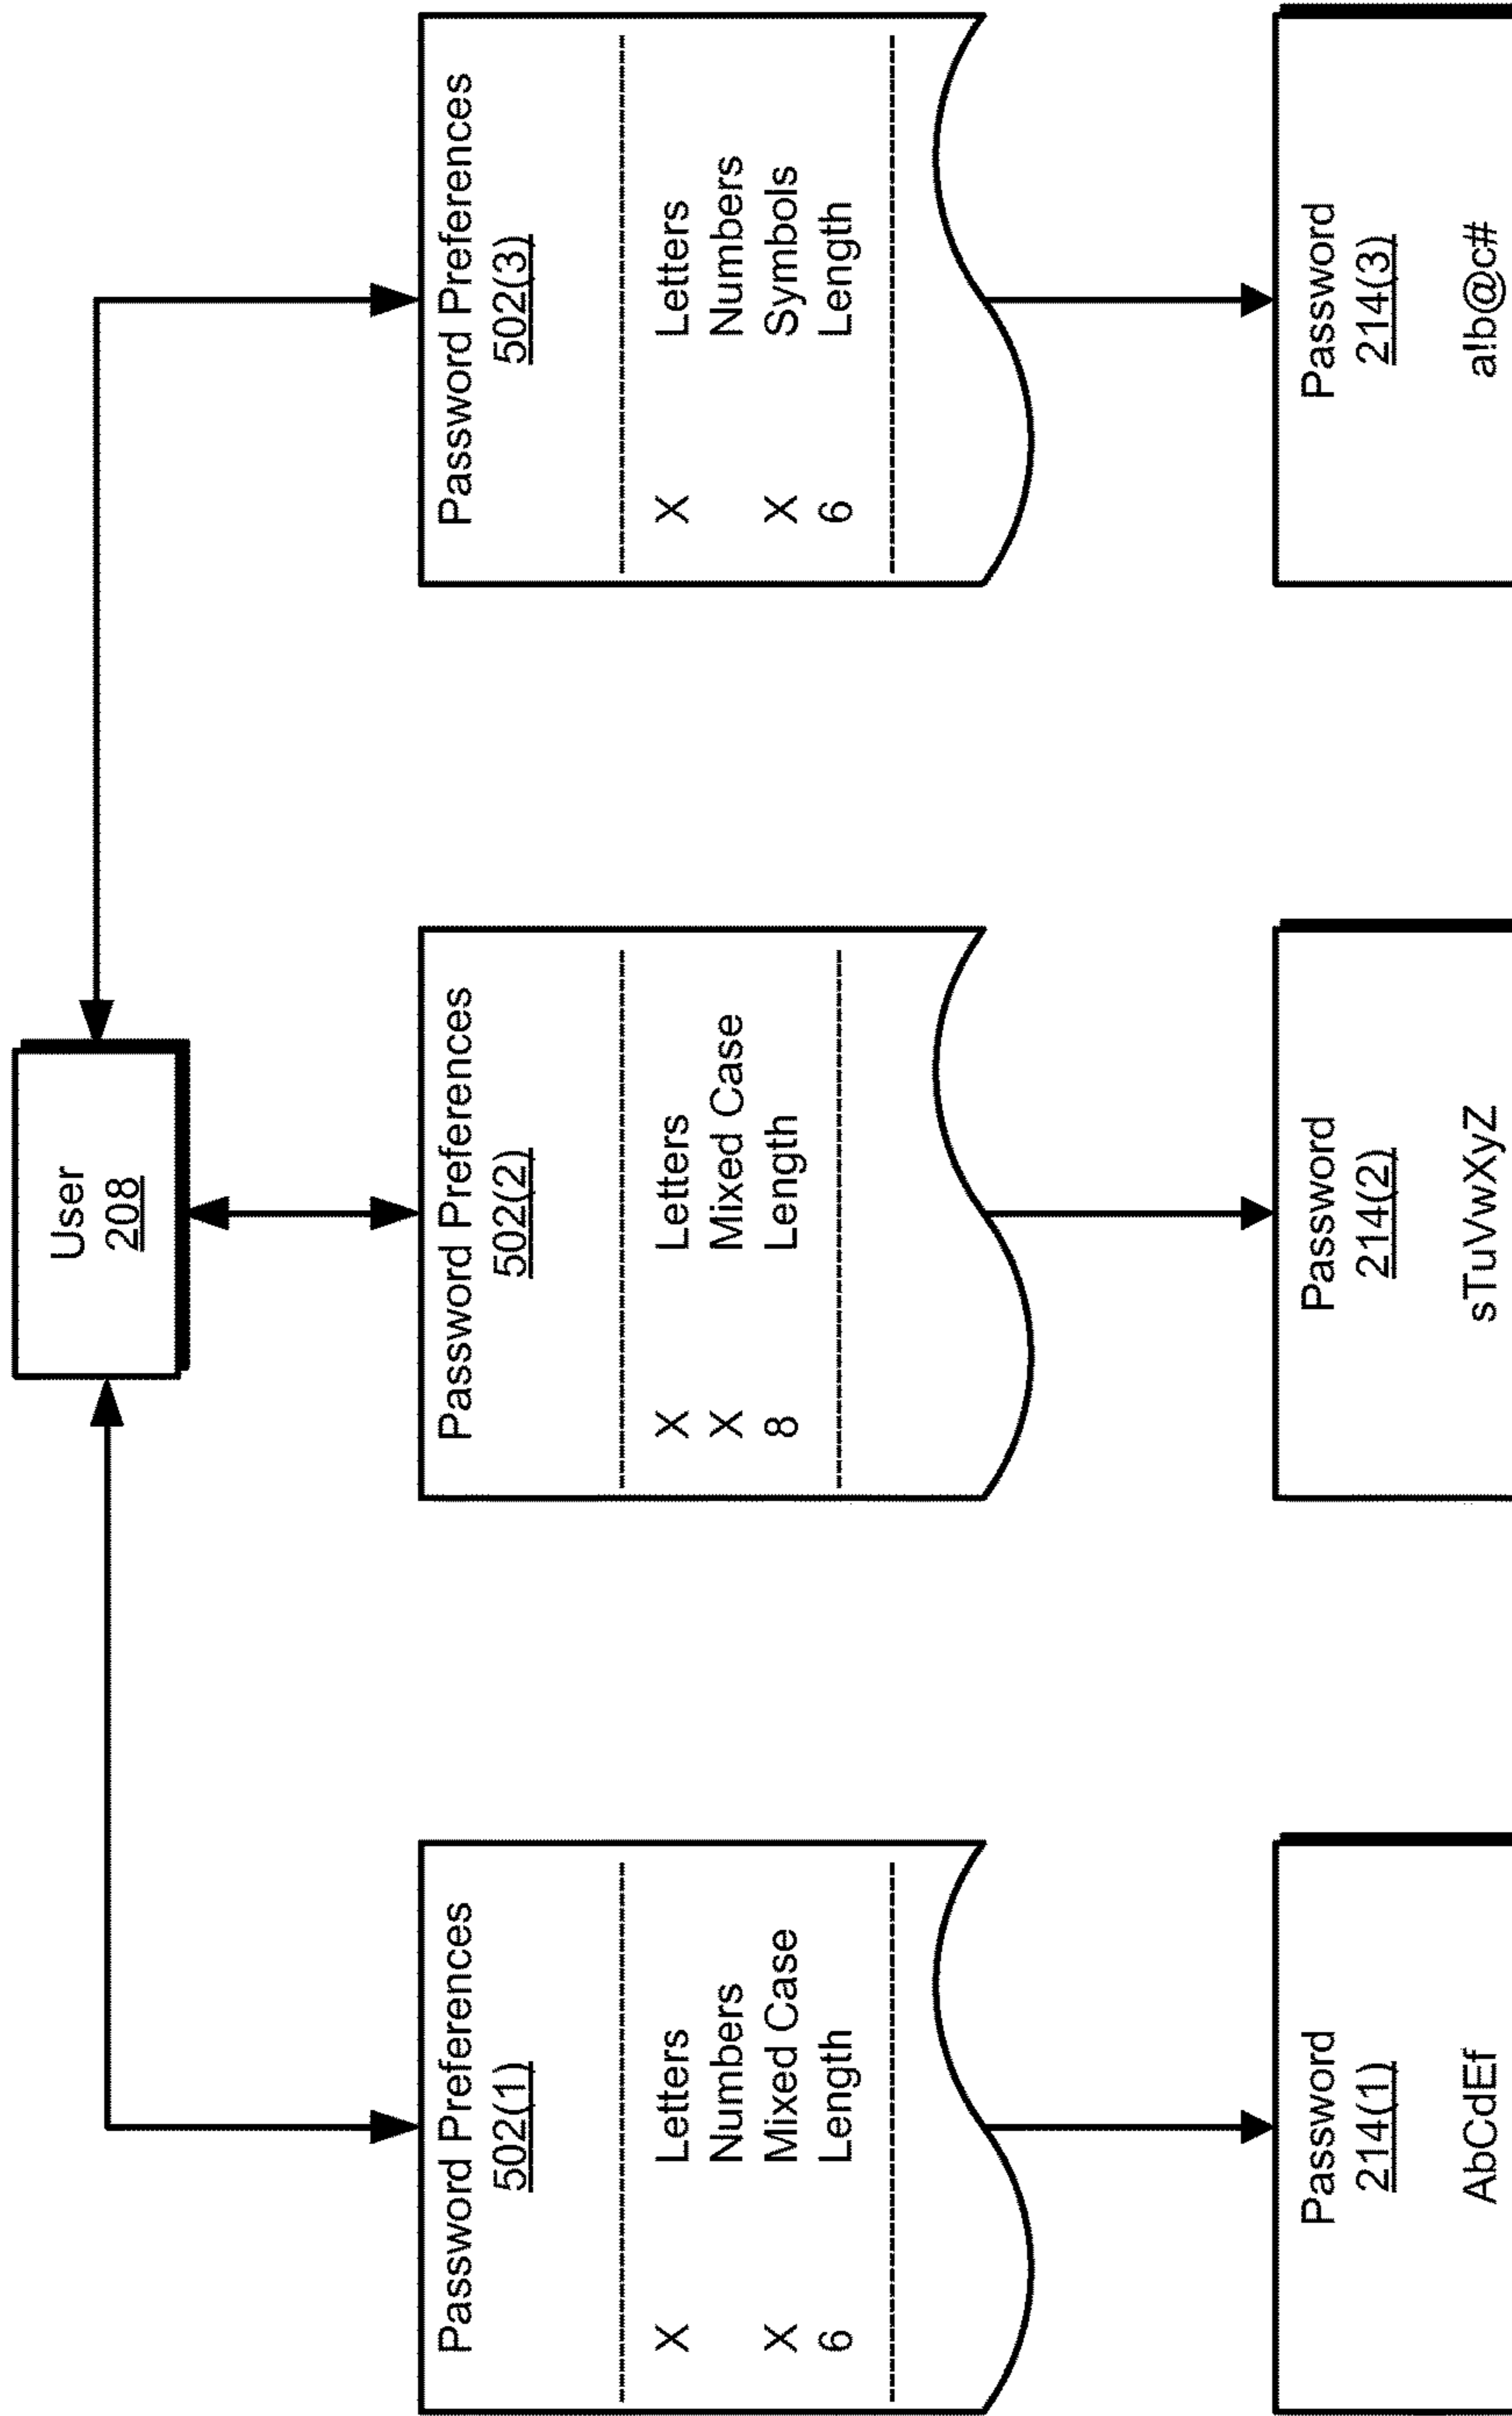 User
208
Password Preferences
502(1)
X Letters
Numbers
X Mixed Case
6 Length
Password
214(1)
AbCdEf
Password Preferences
502(2)
X Letters
X Mixed Case
8 Length
Password
214(2)
sTuVwXyZ
Password Preferences
502(3)
X Letters
Numbers
X Symbols
6 Length
Password
214(3)
a!b@c#